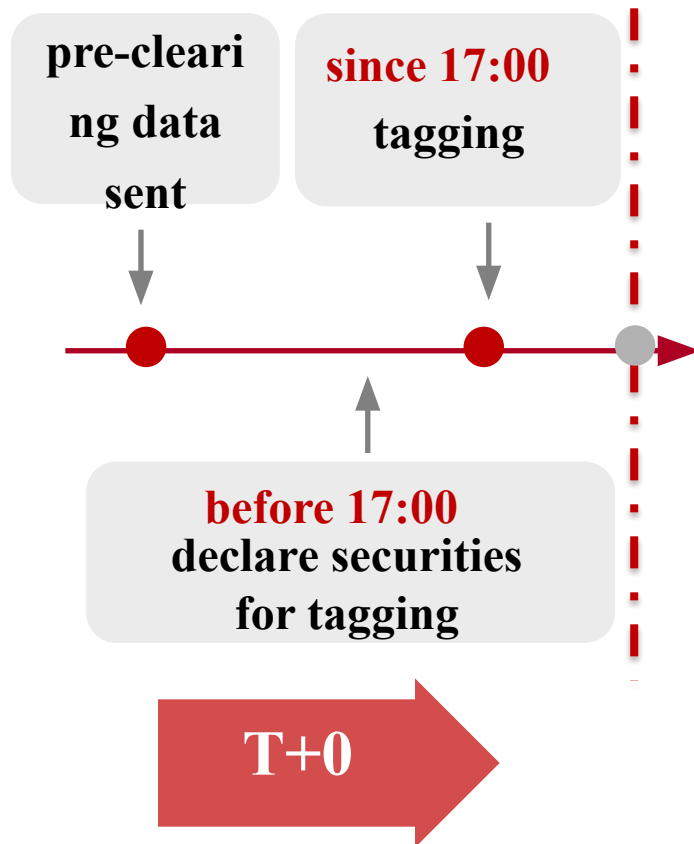 pre-cleari
ng data
sent
since 17:00
tagging
before 17:00
declare securities
for tagging
T+0